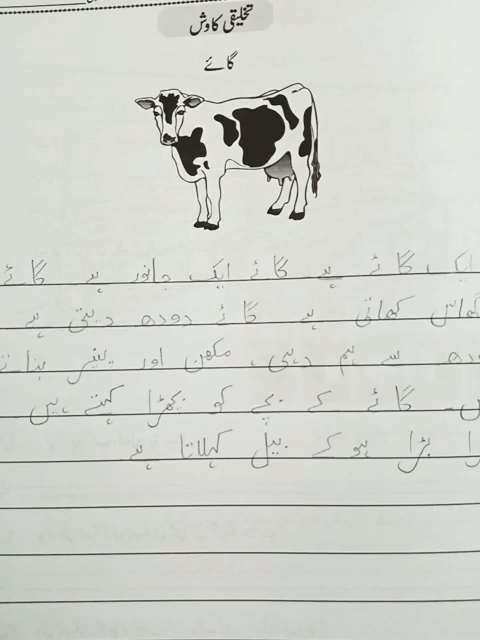 تخلیقی کاوش
گائے
ایک گائے ہے۔ گائے ایک جانور ہے گائے
گھاس کھاتی ہے گائے دودھ دیتی ہے
سے ہم دہی، مکھن اور پنیر بناتے
گائے کے بچے کو بچھڑا کہتے ہیں
بڑا ہو کے بیل کہلاتا ہے